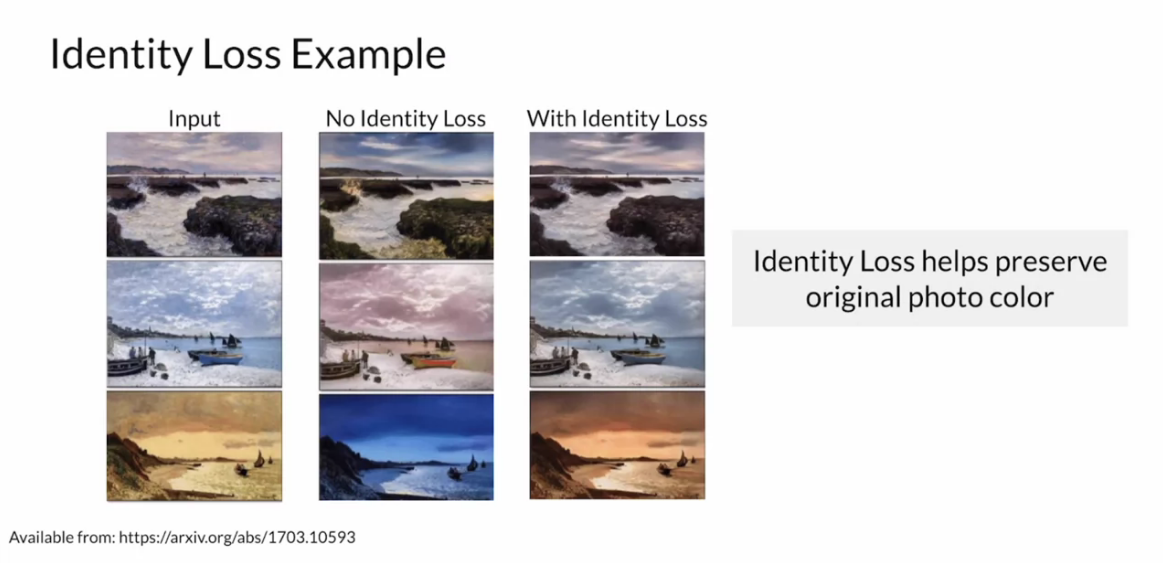 Identity Loss Example
Input
No Identity Loss
With Identity Loss
Identity Loss helps preserve
original photo color
Available from: https://arxiv.org/abs/1703.10593